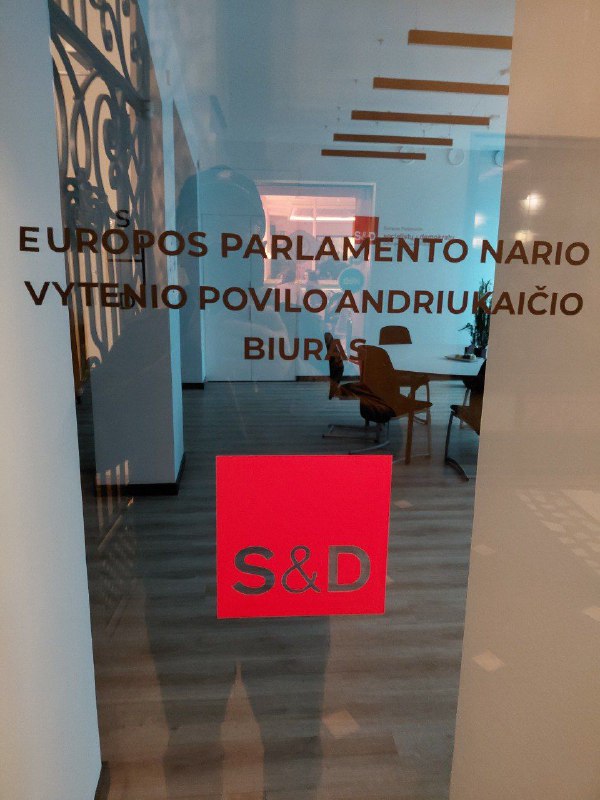 EUROPOS PARLAMENTO NARIO
VYTENIO POVILO ANDRIUKAIČIO
BIURAS
S&D
S&D